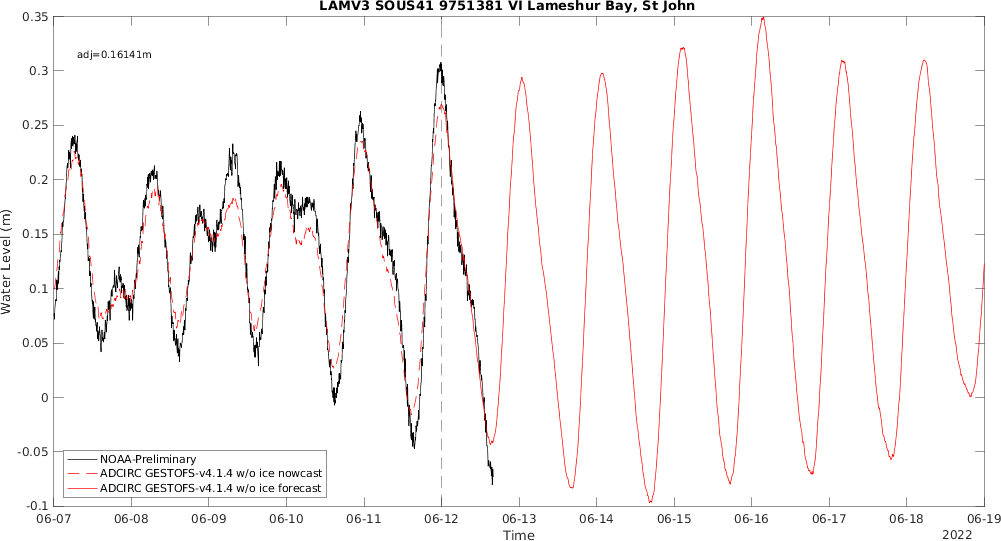 LAMV3 SOUS41 9751381 VI Lameshur Bay, St John
adj=0.16141m
0.35
0.3
0.25
0.2
0.15
0.1
0.05
0
-0.05
-0.1
Water Level (m)
NOAA-Preliminary
ADCIRC GESTOFS-v4.1.4 w/o ice nowcast
ADCIRC GESTOFS-v4.1.4 w/o ice forecast
06-07 06-08 06-09 06-10 06-11 06-12 06-13 06-14 06-15 06-16 06-17 06-18 06-19
Time
2022